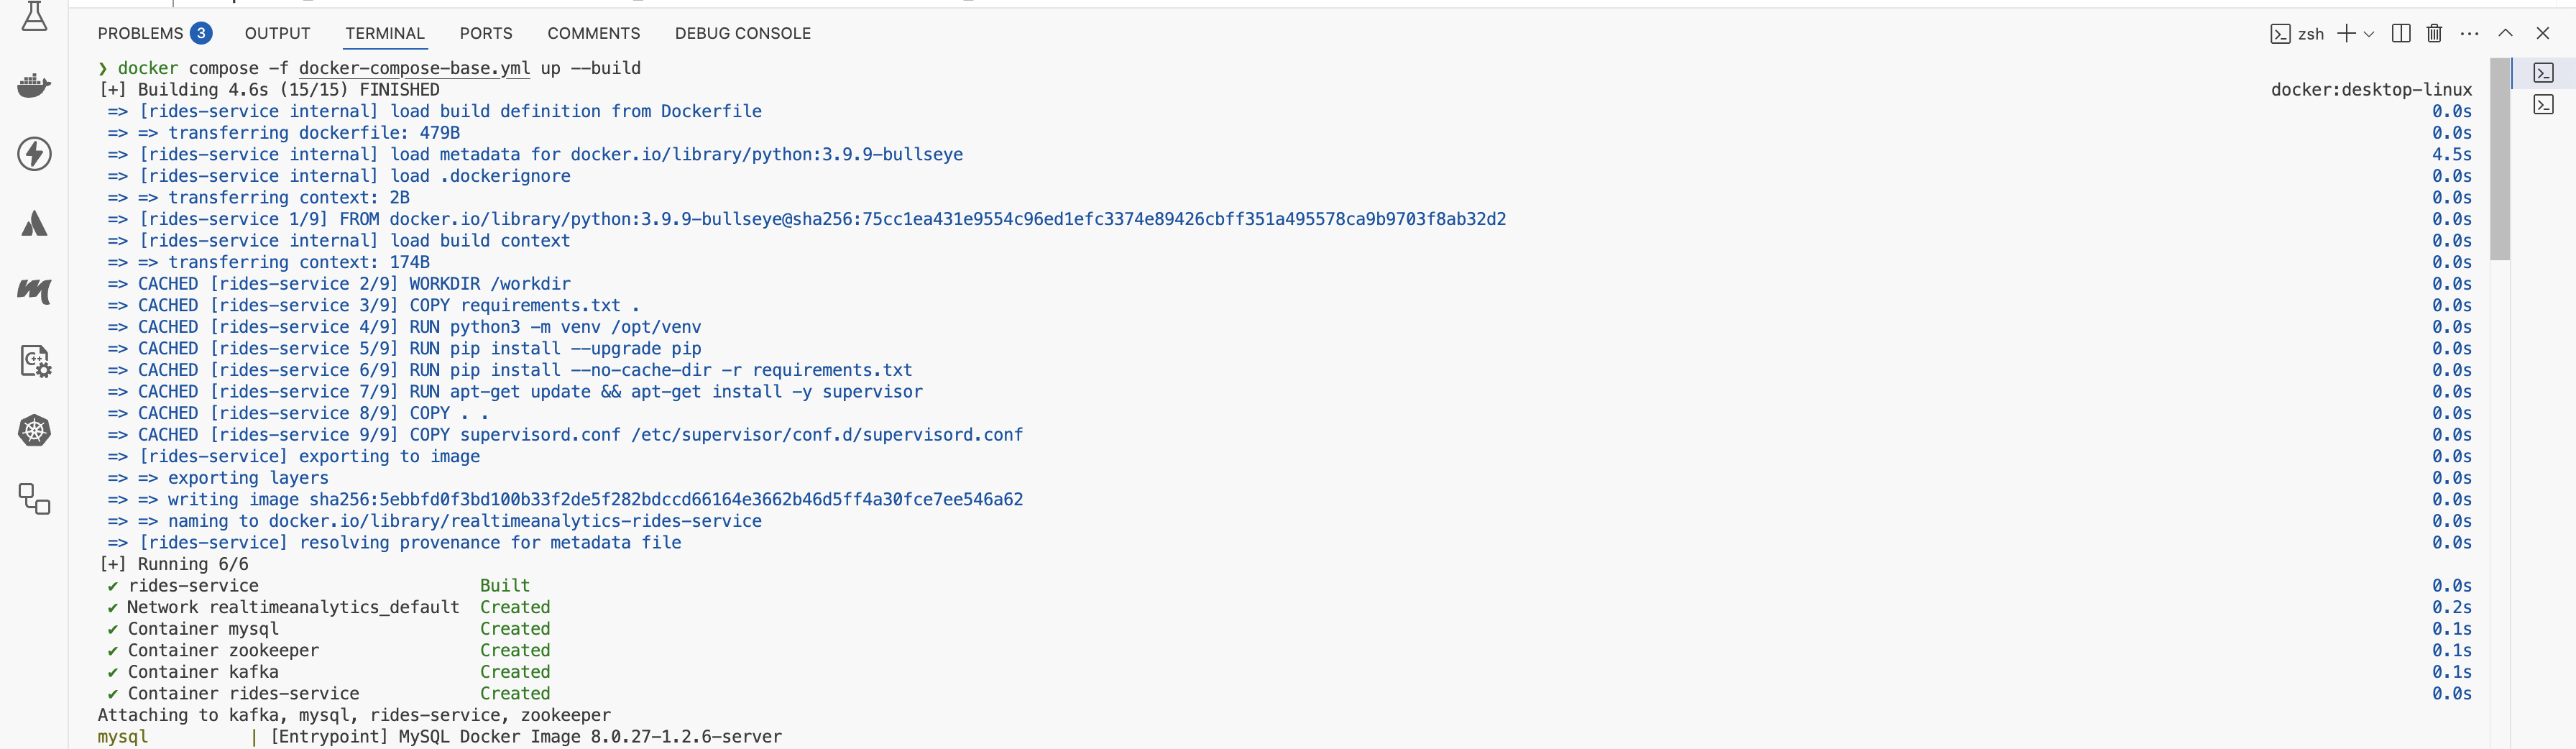 PROBLEMS 3 OUTPUT TERMINAL PORTS COMMENTS DEBUG CONSOLE zsh
❯ docker compose -f docker-compose-base.yml up --build
[+] Building 4.6s (15/15) FINISHED docker:desktop-linux
=> [rides-service internal] load build definition from Dockerfile 0.0s
=> => transferring dockerfile: 479B 0.0s
=> [rides-service internal] load metadata for docker.io/library/python:3.9.9-bullseye 4.5s
=> [rides-service internal] load .dockerignore 0.0s
=> => transferring context: 2B 0.0s
=> [rides-service 1/9] FROM docker.io/library/python:3.9.9-bullseye@sha256:75cc1ea431e9554c96ed1efc3374e89426cbff351a495578ca9b9703f8ab32d2 0.0s
=> [rides-service internal] load build context 0.0s
=> => transferring context: 174B 0.0s
=> CACHED [rides-service 2/9] WORKDIR /workdir 0.0s
=> CACHED [rides-service 3/9] COPY requirements.txt . 0.0s
=> CACHED [rides-service 4/9] RUN python3 -m venv /opt/venv 0.0s
=> CACHED [rides-service 5/9] RUN pip install --upgrade pip 0.0s
=> CACHED [rides-service 6/9] RUN pip install --no-cache-dir -r requirements.txt 0.0s
=> CACHED [rides-service 7/9] RUN apt-get update && apt-get install -y supervisor 0.0s
=> CACHED [rides-service 8/9] COPY . . 0.0s
=> CACHED [rides-service 9/9] COPY supervisord.conf /etc/supervisor/conf.d/supervisord.conf 0.0s
=> [rides-service] exporting to image 0.0s
=> => exporting layers 0.0s
=> => writing image sha256:5ebbfd0f3bd100b33f2de5f282bdccd66164e3662b46d5ff4a30fce7ee546a62 0.0s
=> => naming to docker.io/library/realtimeanalytics-rides-service 0.0s
=> [rides-service] resolving provenance for metadata file 0.0s
[+] Running 6/6
✔ rides-service Built 0.0s
✔ Network realtimeanalytics_default Created 0.2s
✔ Container mysql Created 0.1s
✔ Container zookeeper Created 0.1s
✔ Container kafka Created 0.1s
✔ Container rides-service Created 0.0s
Attaching to kafka, mysql, rides-service, zookeeper
mysql | [Entrypoint] MySQL Docker Image 8.0.27-1.2.6-server